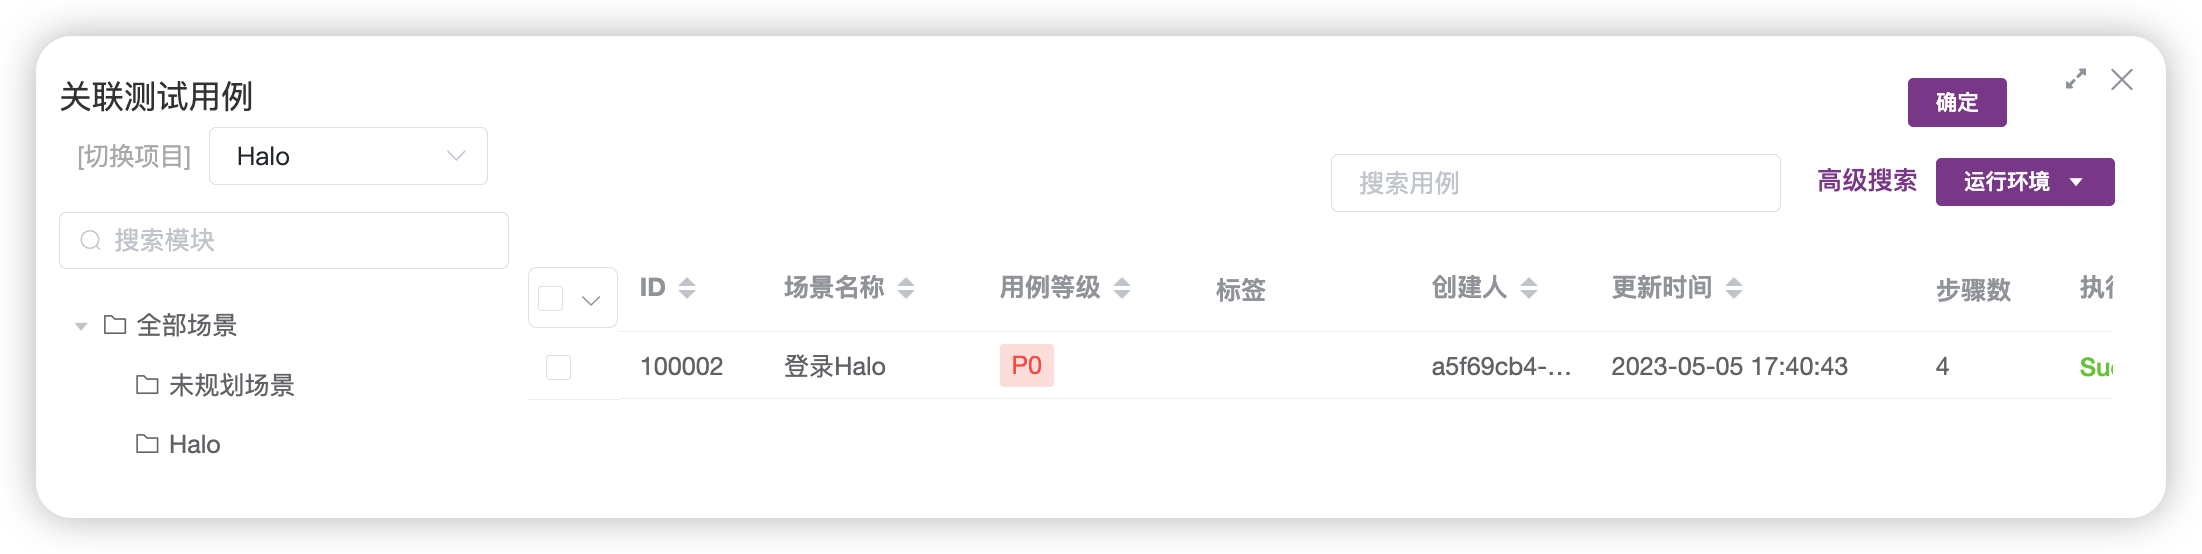 关联测试用例
确定
[切换项目] Halo
搜索用例 高级搜索 运行环境
搜索模块
ID 场景名称 用例等级 标签 创建人 更新时间 步骤数
全部场景
100002 登录Halo P0 a5f69cb4-... 2023-05-05 17:40:43 4
未规划场景
Halo